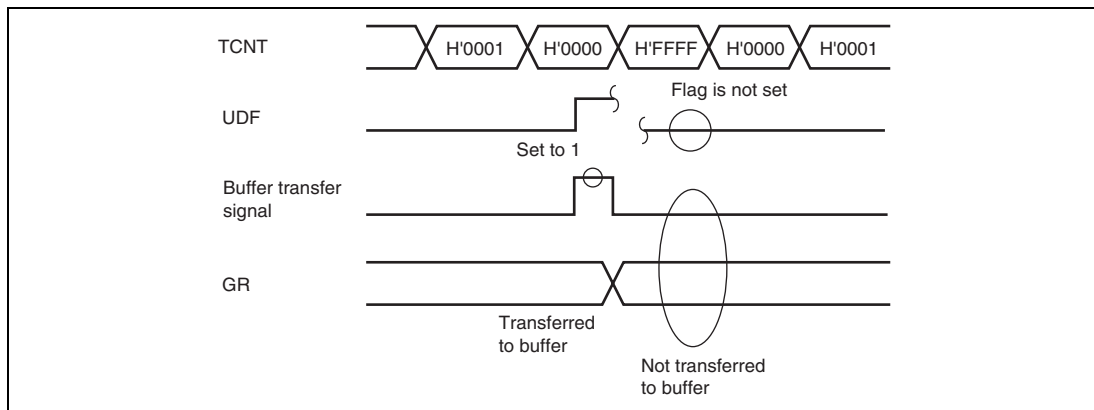 TCNT
H'0001
H'0000
H'FFFF
H'0000
H'0001
Flag is not set
UDF
Set to 1
Buffer transfer
signal
GR
Transferred
to buffer
Not transferred
to buffer